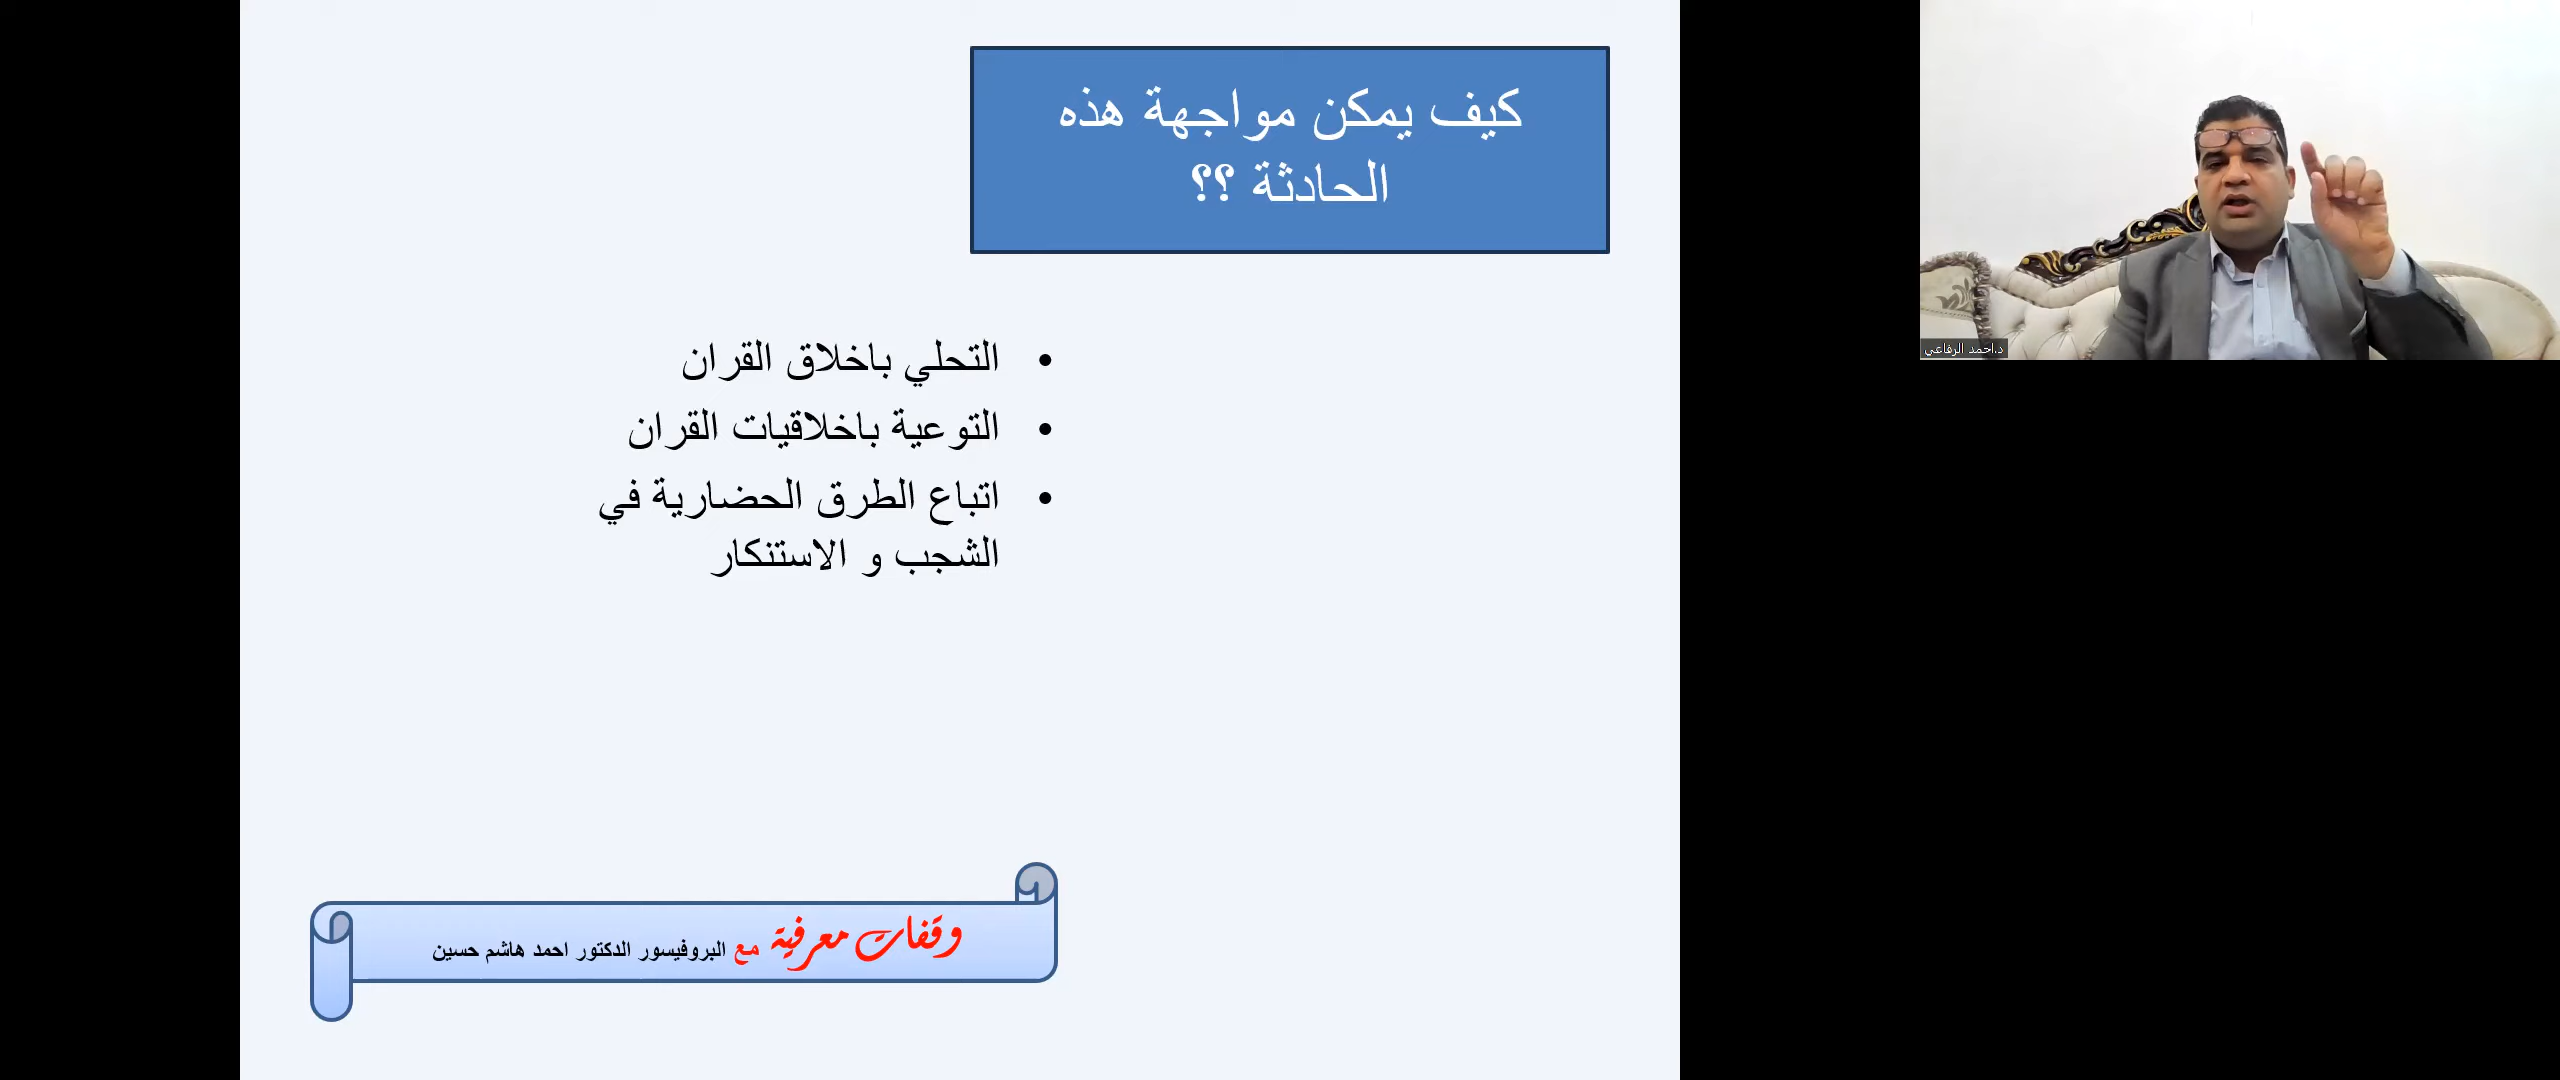 كيف يمكن مواجهة هذه
الحادثة ؟؟
• التحلي باخلاق القران
• التوعية باخلاقيات القران
• اتباع الطرق الحضارية في
الشجب و الاستنكار
وقفات معرفية مع البروفيسور الدكتور احمد هاشم حسين
د.احمد الرفاعي